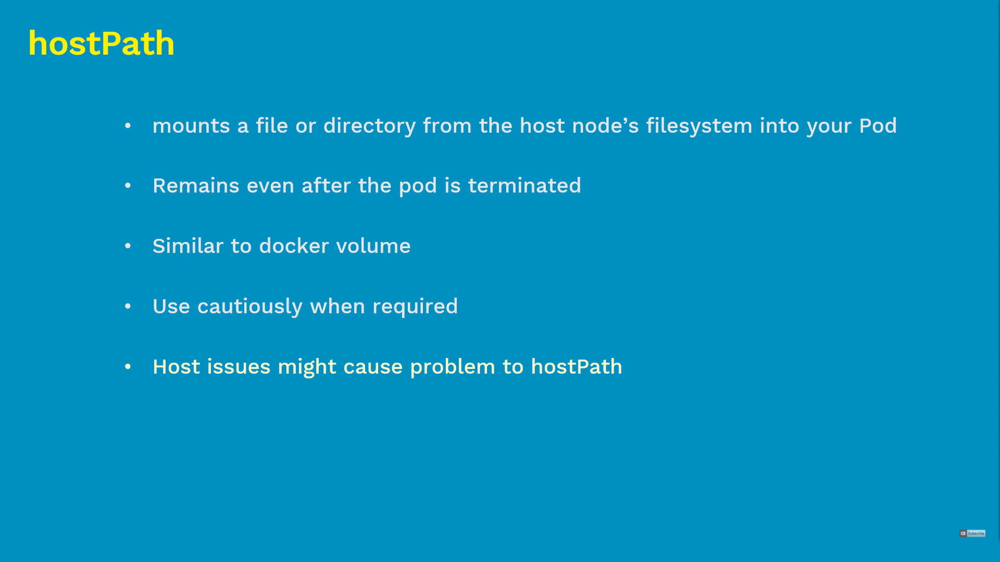 hostPath
• mounts a file or directory from the host node’s filesystem into your Pod
• Remains even after the pod is terminated
• Similar to docker volume
• Use cautiously when required
• Host issues might cause problem to hostPath
Subscribe